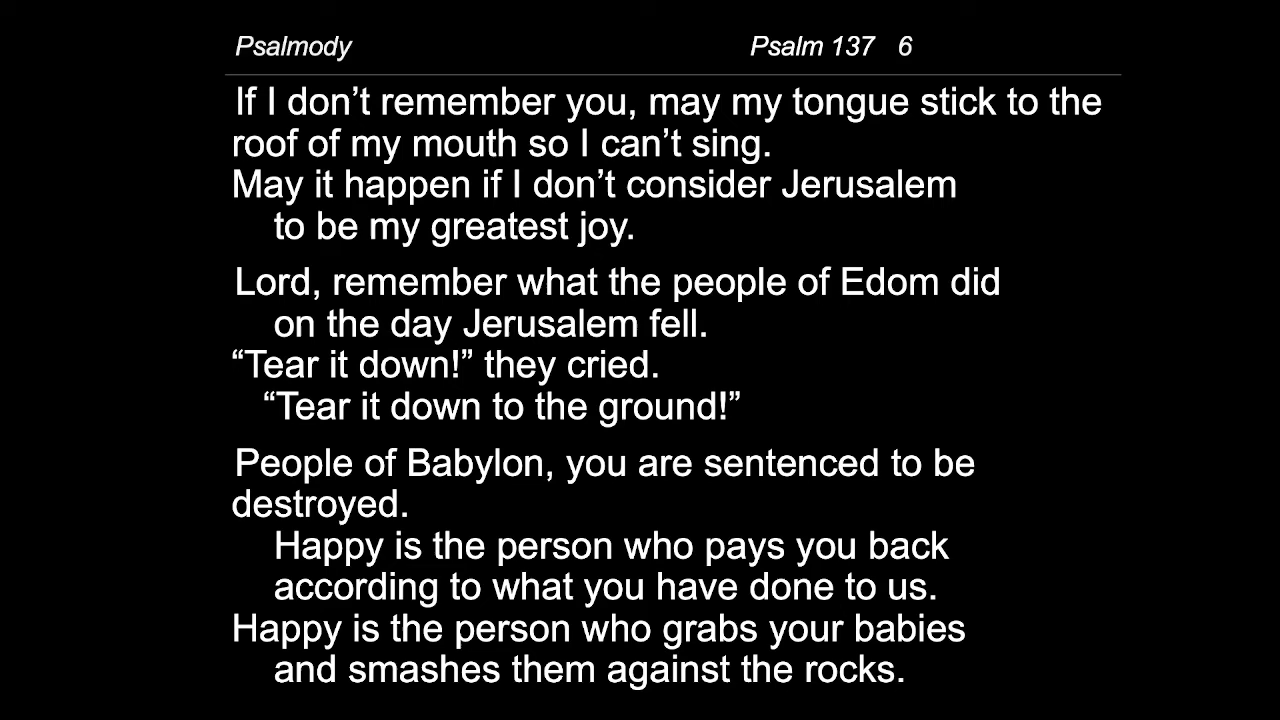 Psalmody Psalm 137 6
If I don’t remember you, may my tongue stick to the
roof of my mouth so I can’t sing.
May it happen if I don’t consider Jerusalem
to be my greatest joy.
Lord, remember what the people of Edom did
on the day Jerusalem fell.
“Tear it down!” they cried.
“Tear it down to the ground!”
People of Babylon, you are sentenced to be
destroyed.
Happy is the person who pays you back
according to what you have done to us.
Happy is the person who grabs your babies
and smashes them against the rocks.